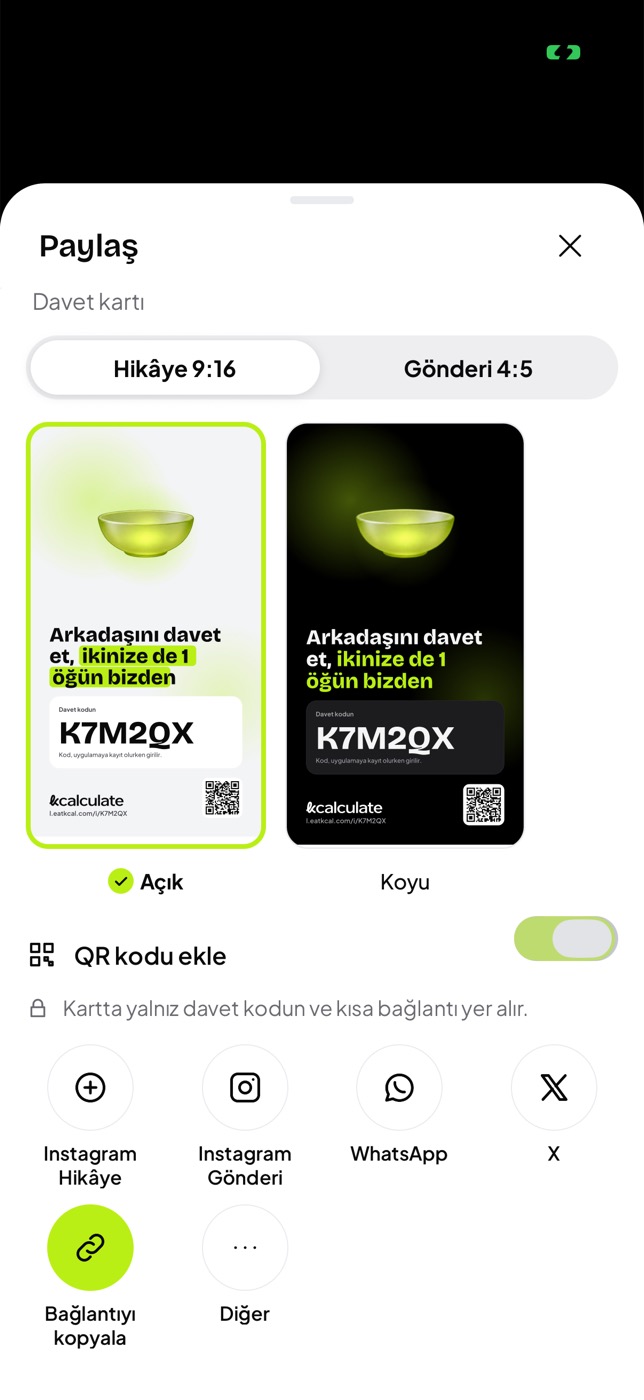 Paylaş
Davet kartı
Hikâye 9:16
Gönderi 4:5
Arkadaşını davet
et, ikinize de 1
öğün bizden
Davet kodun
K7M2QX
Kod, uygulamaya kayıt olurken girilir.
kcalculate
l.eatkcal.com/i/K7M2QX
Arkadaşını davet
et, ikinize de 1
öğün bizden
Davet kodun
K7M2QX
Kod, uygulamaya kayıt olurken girilir.
kcalculate
l.eatkcal.com/i/K7M2QX
Açık
Koyu
QR kodu ekle
Kartta yalnız davet kodun ve kısa bağlantı yer alır.
Instagram
Hikâye
Instagram
Gönderi
WhatsApp
X
Bağlantıyı
kopyala
Diğer